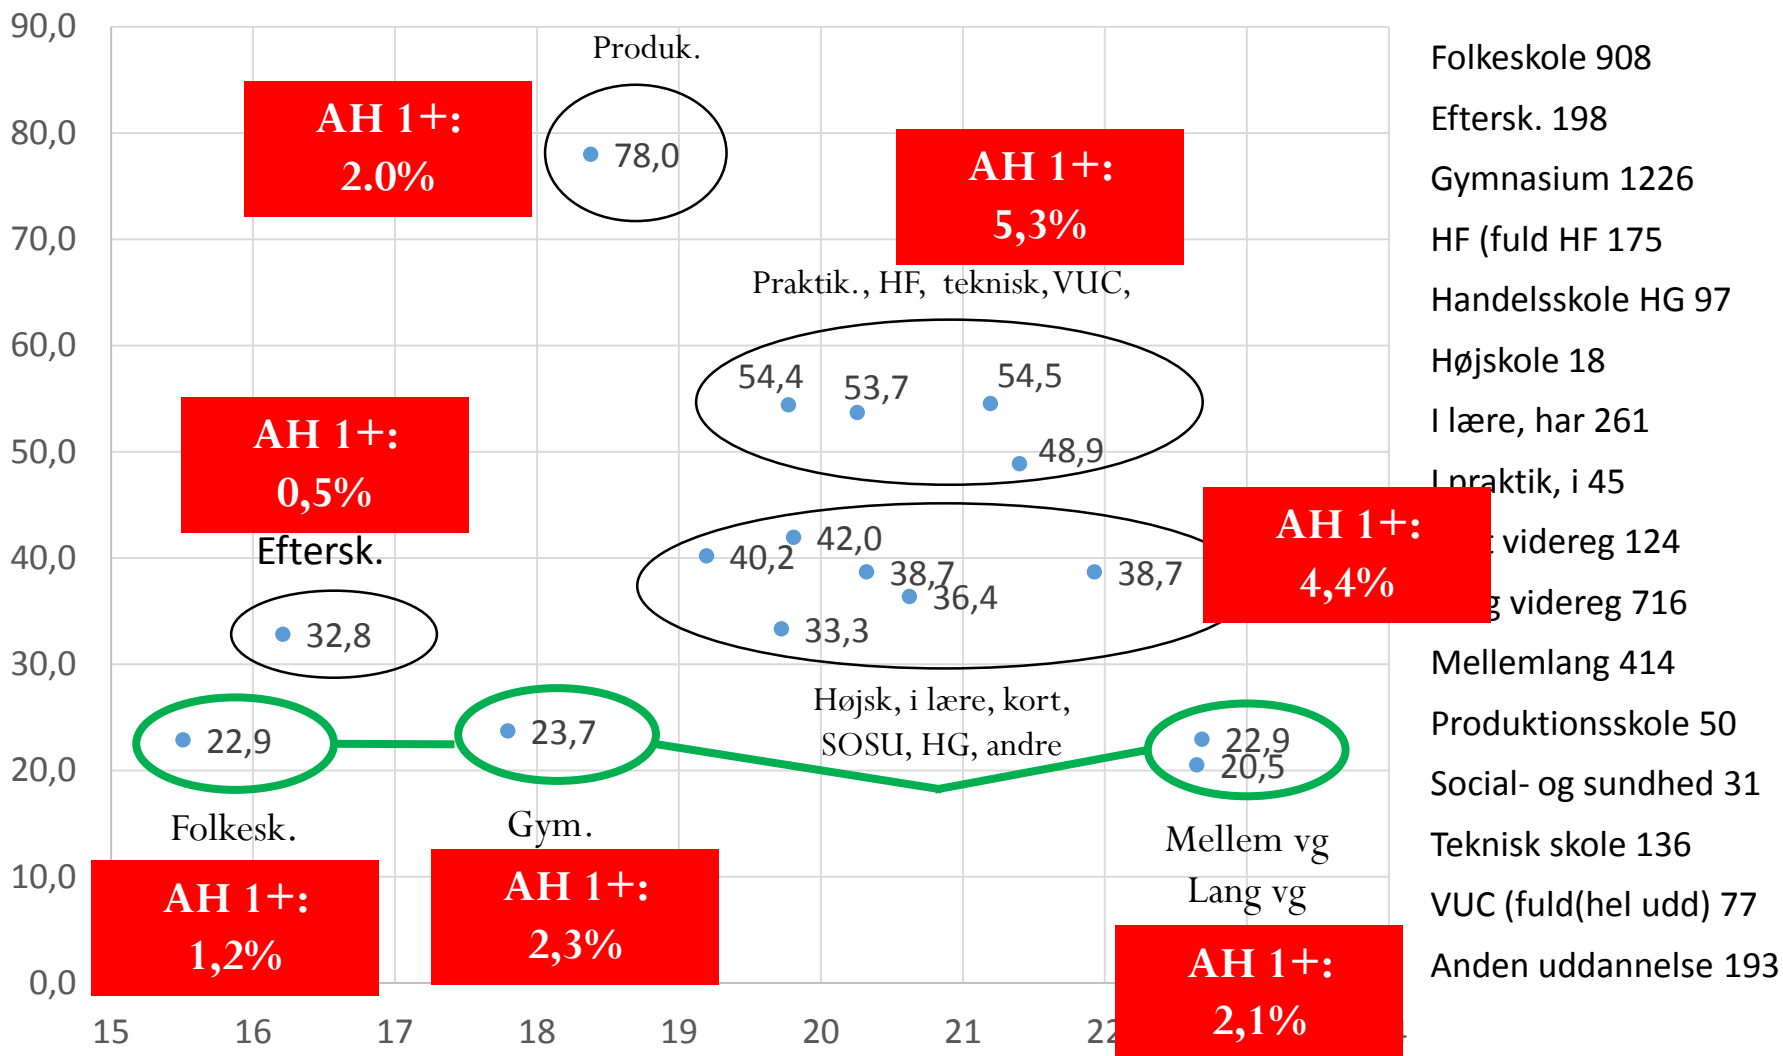 90,0
80,0
70,0
60,0
50,0
40,0
30,0
20,0
10,0
0,0
15 16 17 18 19 20 21
Produk.
78,0
AH 1+:
2.0%
AH 1+:
5,3%
Praktik., HF, teknisk, VUC,
54,4
53,7
54,5
48,9
AH 1+:
0,5%
Eftersk.
32,8
40,2
42,0
38,7
36,4
33,3
38,7
AH 1+:
4,4%
Højsk, i lære, kort,
SOSU, HG, andre
22,9
Folkesk.
AH 1+:
1,2%
23,7
Gym.
AH 1+:
2,3%
22,9
20,5
Mellem vg
Lang vg
AH 1+:
2,1%
Folkeskole 908
Eftersk. 198
Gymnasium 1226
HF (fuld HF 175
Handelsskole HG 97
Højskole 18
I lære, har 261
I praktik, i 45
videreg 124
videreg 716
Mellemlang 414
Produktionsskole 50
Social- og sundhed 31
Teknisk skole 136
VUC (fuld(hel udd) 77
Anden uddannelse 193